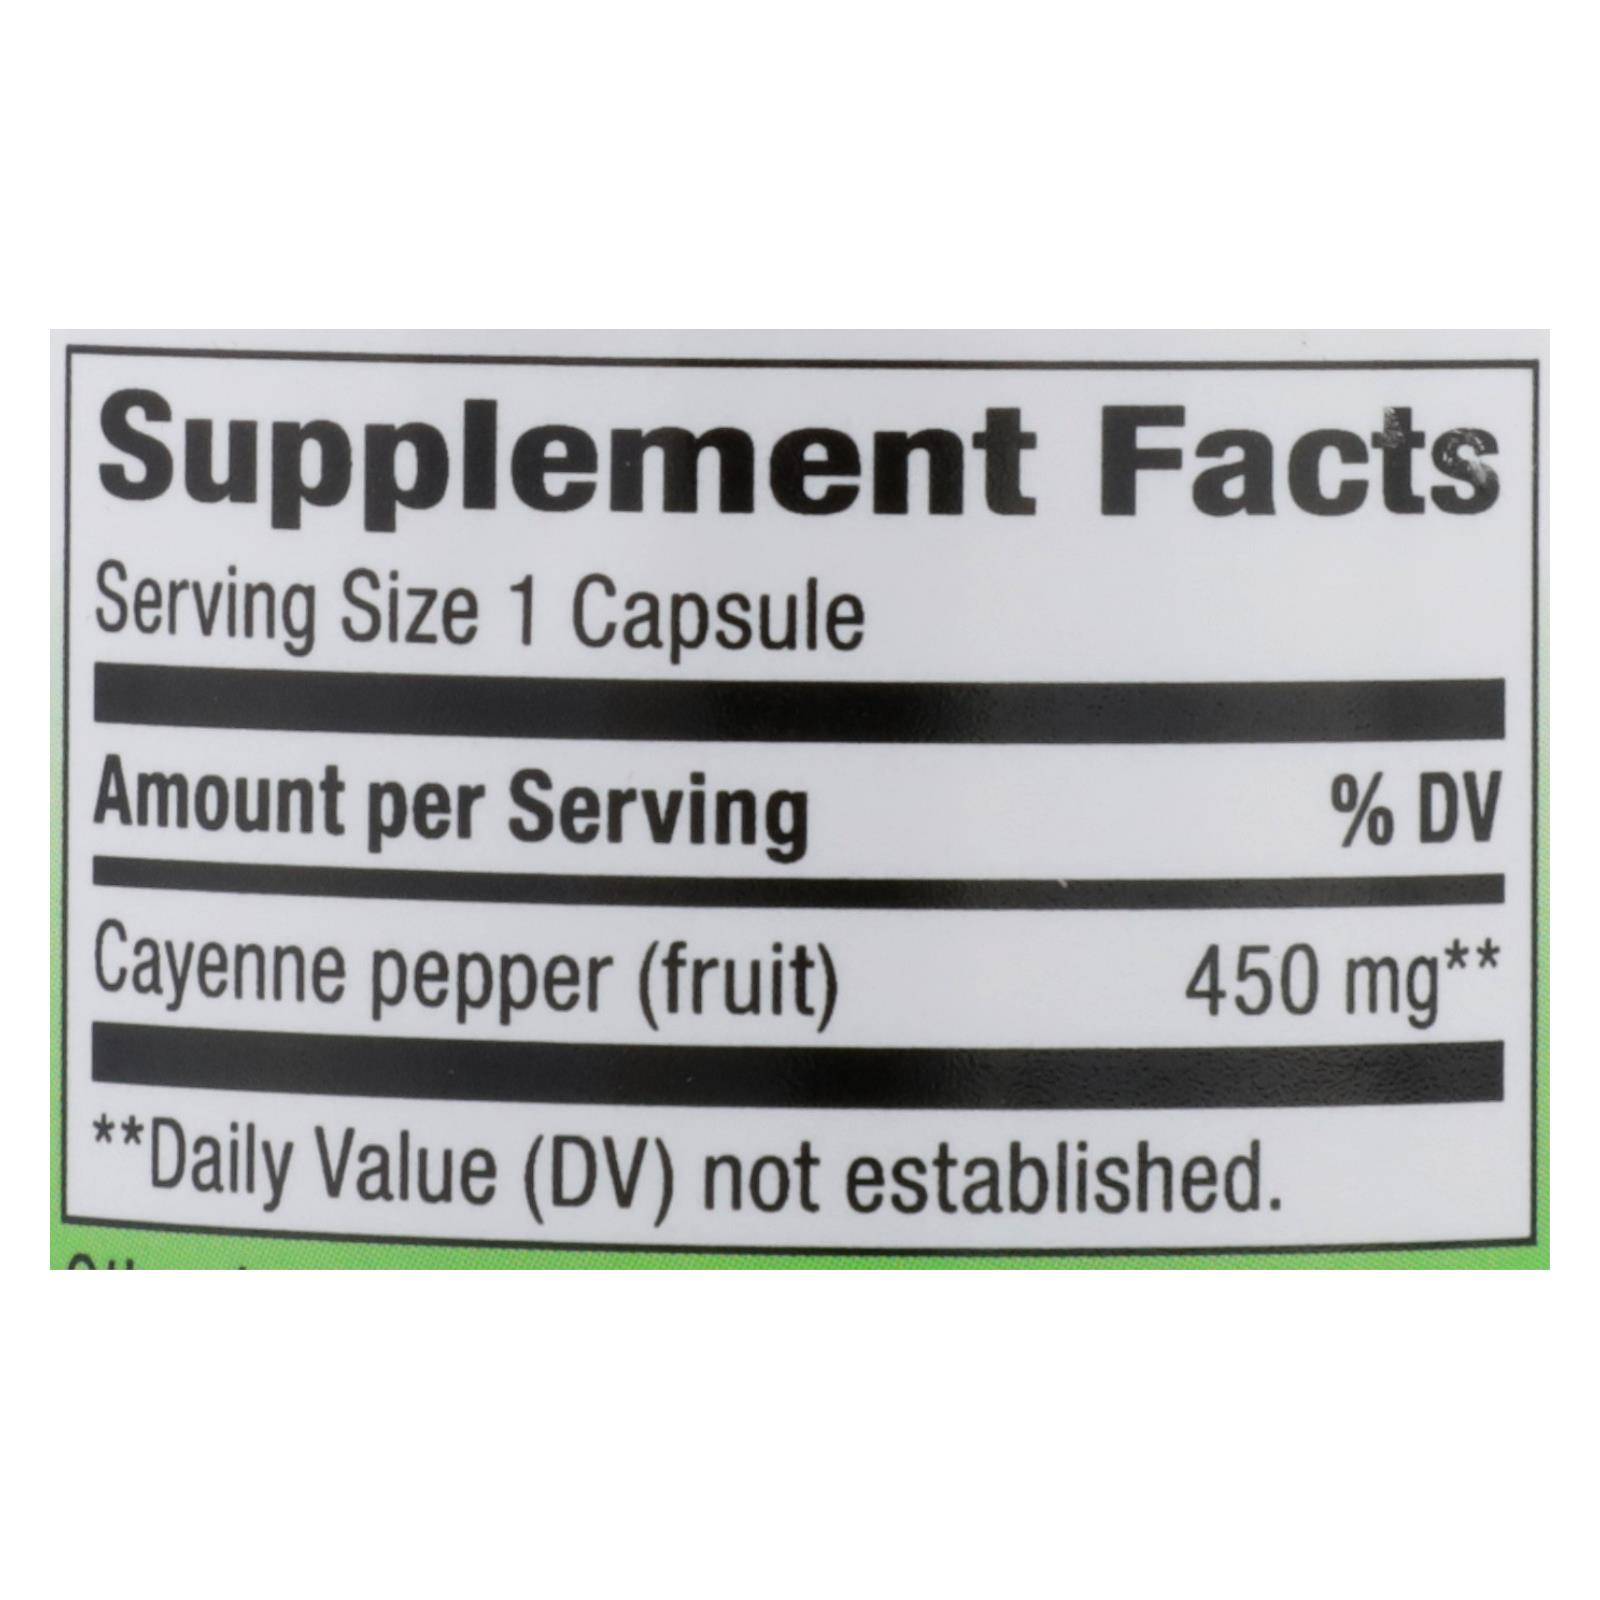 Supplement Facts
Serving Size 1 Capsule
Amount per Serving % DV
Cayenne pepper (fruit) 450 mg**
**Daily Value (DV) not established.